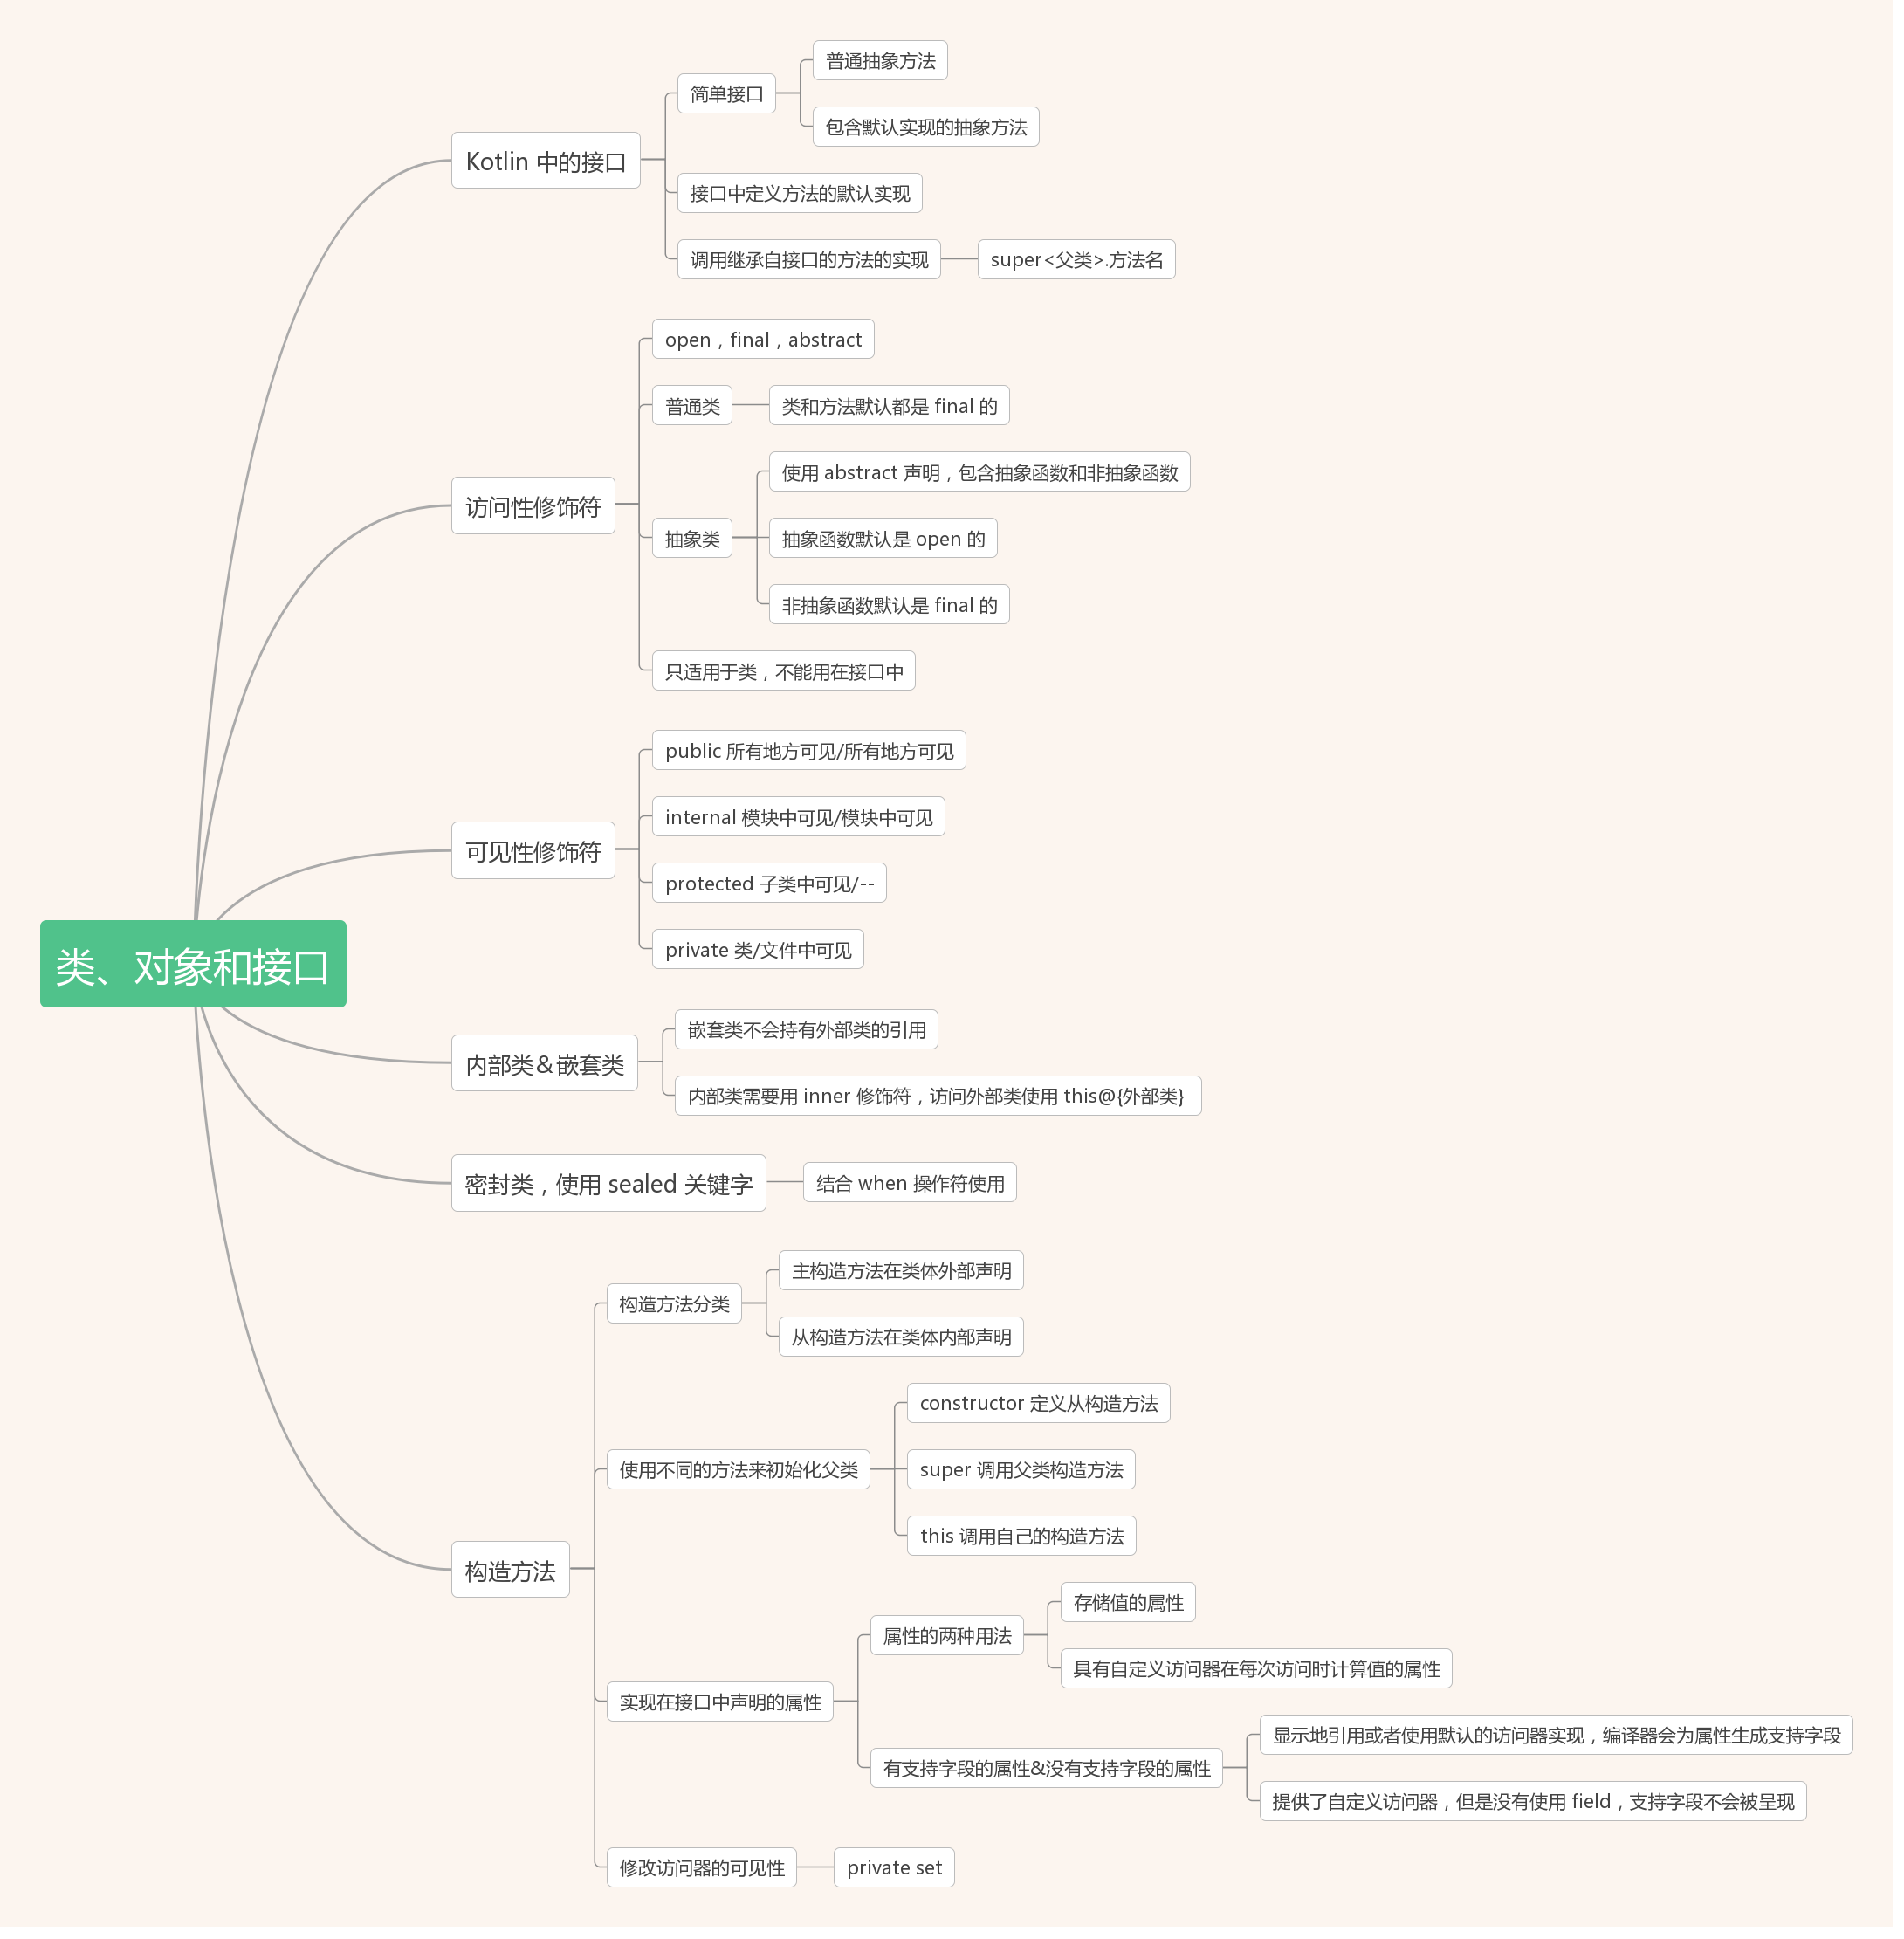 类、对象和接口
Kotlin 中的接口
简单接口
普通抽象方法
包含默认实现的抽象方法
接口中定义方法的默认实现
调用继承自接口的方法的实现
super<父类>.方法名
访问性修饰符
open，final，abstract
普通类
类和方法默认都是 final 的
抽象类
使用 abstract 声明，包含抽象函数和非抽象函数
抽象函数默认是 open 的
非抽象函数默认是 final 的
只适用于类，不能用在接口中
可见性修饰符
public 所有地方可见/所有地方可见
internal 模块中可见/模块中可见
protected 子类中可见/--
private 类/文件中可见
内部类&嵌套类
嵌套类不会持有外部类的引用
内部类需要用 inner 修饰符，访问外部类使用 this@{外部类}
密封类，使用 sealed 关键字
结合 when 操作符使用
构造方法
构造方法分类
主构造方法在类体外部声明
从构造方法在类体内部声明
使用不同的方法来初始化父类
constructor 定义从构造方法
super 调用父类构造方法
this 调用自己的构造方法
实现在接口中声明的属性
属性的两种用法
存储值的属性
具有自定义访问器在每次访问时计算值的属性
有支持字段的属性&没有支持字段的属性
显示地引用或者使用默认的访问器实现，编译器会为属性生成支持字段
提供了自定义访问器，但是没有使用 field，支持字段不会被呈现
修改访问器的可见性
private set